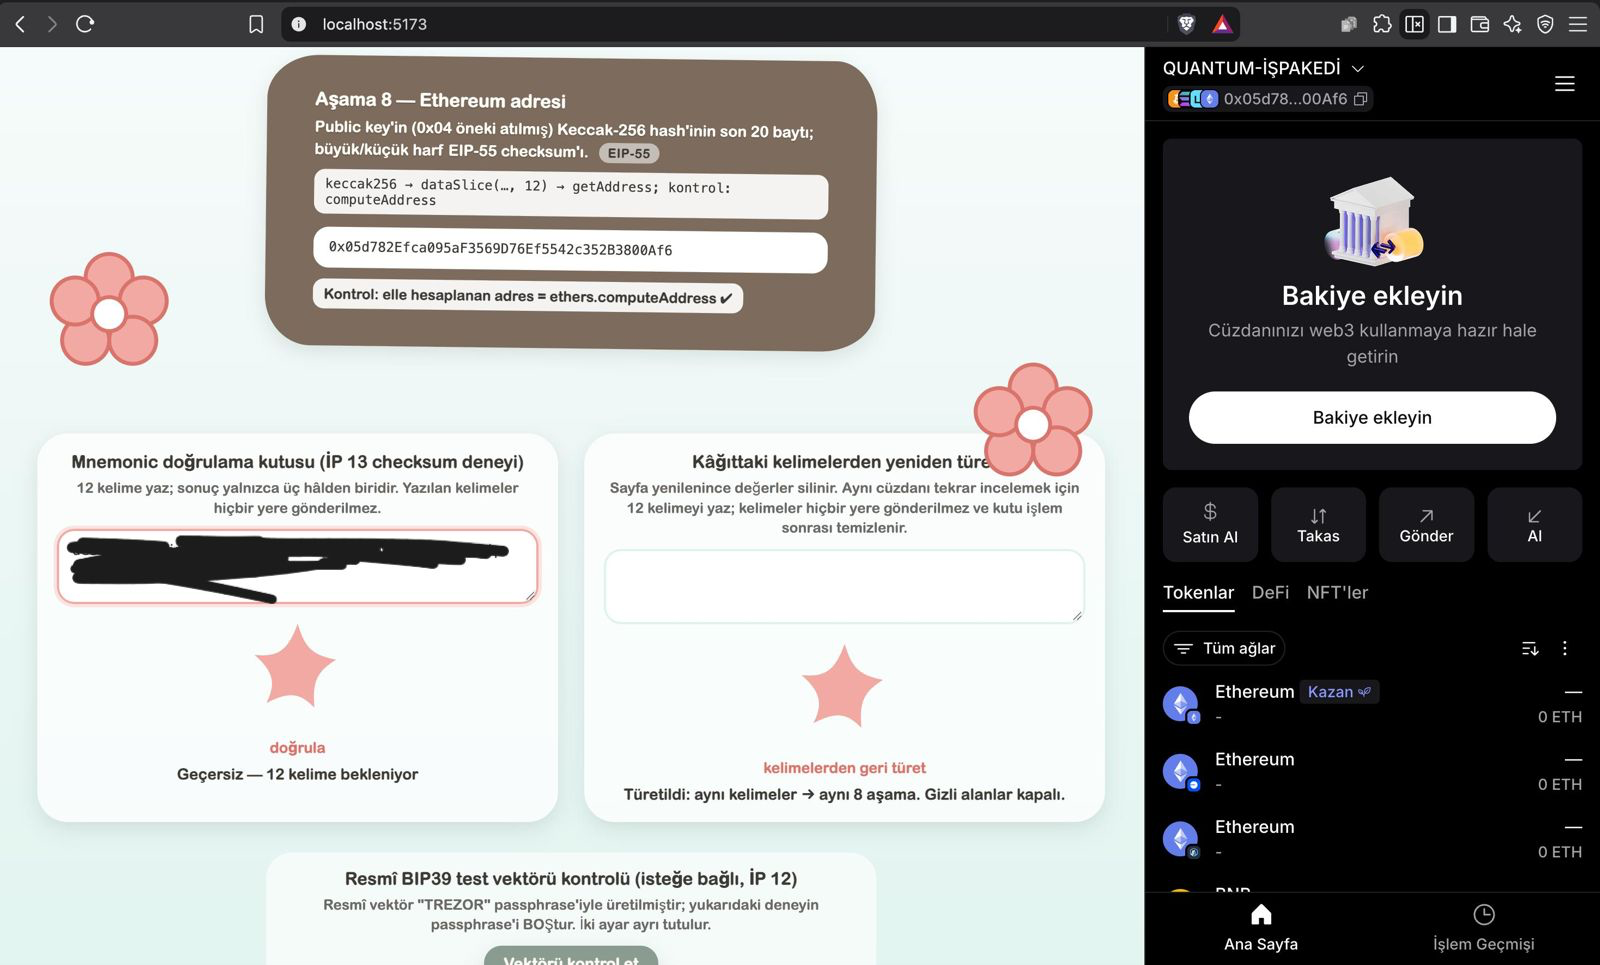 localhost:5173
Aşama 8 — Ethereum adresi
Public key'in (0x04 öneki atılmış) Keccak-256 hash'inin son 20 baytı;
büyük/küçük harf EIP-55 checksum'ı. EIP-55
keccak256 → dataSlice(…, 12) → getAddress; kontrol:
computeAddress
0x05d782Efca095aF3569D76Ef5542c352B3800Af6
Kontrol: elle hesaplanan adres = ethers.computeAddress ✔
Mnemonic doğrulama kutusu (İP 13 checksum deneyi)
12 kelime yaz; sonuç yalnızca üç hâlden biridir. Yazılan kelimeler
hiçbir yere gönderilmez.
doğrula
Geçersiz — 12 kelime bekleniyor
Kâğıttaki kelimelerden yeniden türe
Sayfa yenilenince değerler silinir. Aynı cüzdanı tekrar incelemek için
12 kelimeyi yaz; kelimeler hiçbir yere gönderilmez ve kutu işlem
sonrası temizlenir.
kelimelerden geri türet
Türetildi: aynı kelimeler → aynı 8 aşama. Gizli alanlar kapalı.
Resmî BIP39 test vektörü kontrolü (isteğe bağlı, İP 12)
Resmî vektör "TREZOR" passphrase'iyle üretilmiştir; yukarıdaki deneyin
passphrase'i BOŞtur. İki ayar ayrı tutulur.
Vektörü kontrol et
QUANTUM-İŞPAKEDİ
0x05d78...00Af6
Bakiye ekleyin
Cüzdanınızı web3 kullanmaya hazır hale
getirin
Bakiye ekleyin
Satın Al
Takas
Gönder
Al
Tokenlar DeFi NFT'ler
Tüm ağlar
Ethereum Kazan —
- 0 ETH
Ethereum —
- 0 ETH
Ethereum —
- 0 ETH
BNB
Ana Sayfa
İşlem Geçmişi